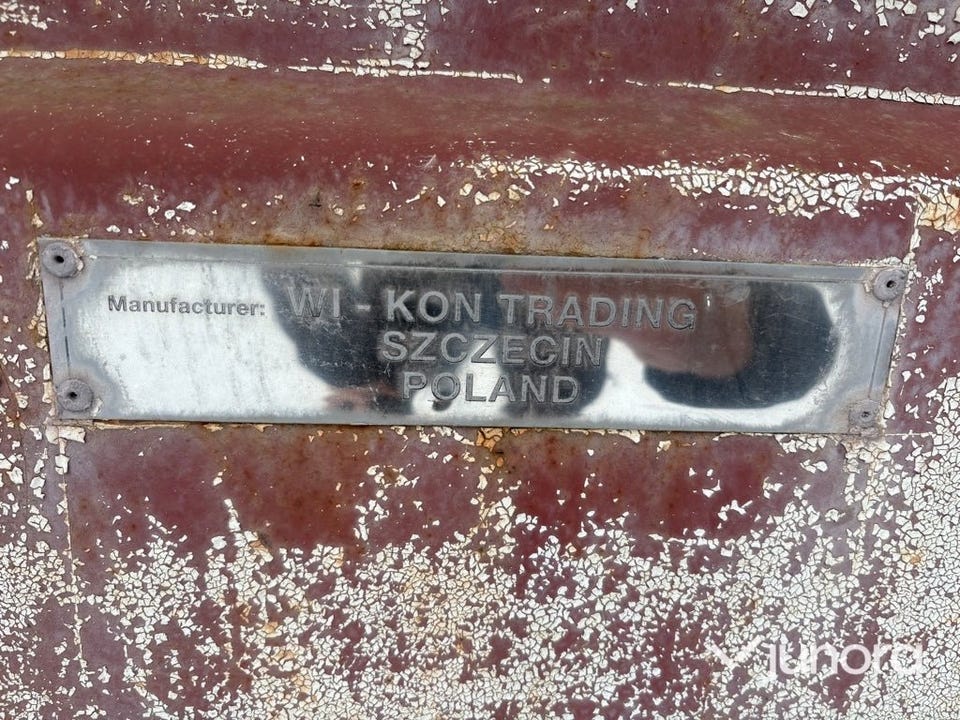 Manufacturer: WI - KON TRADING
SZCZECIN
POLAND
junora